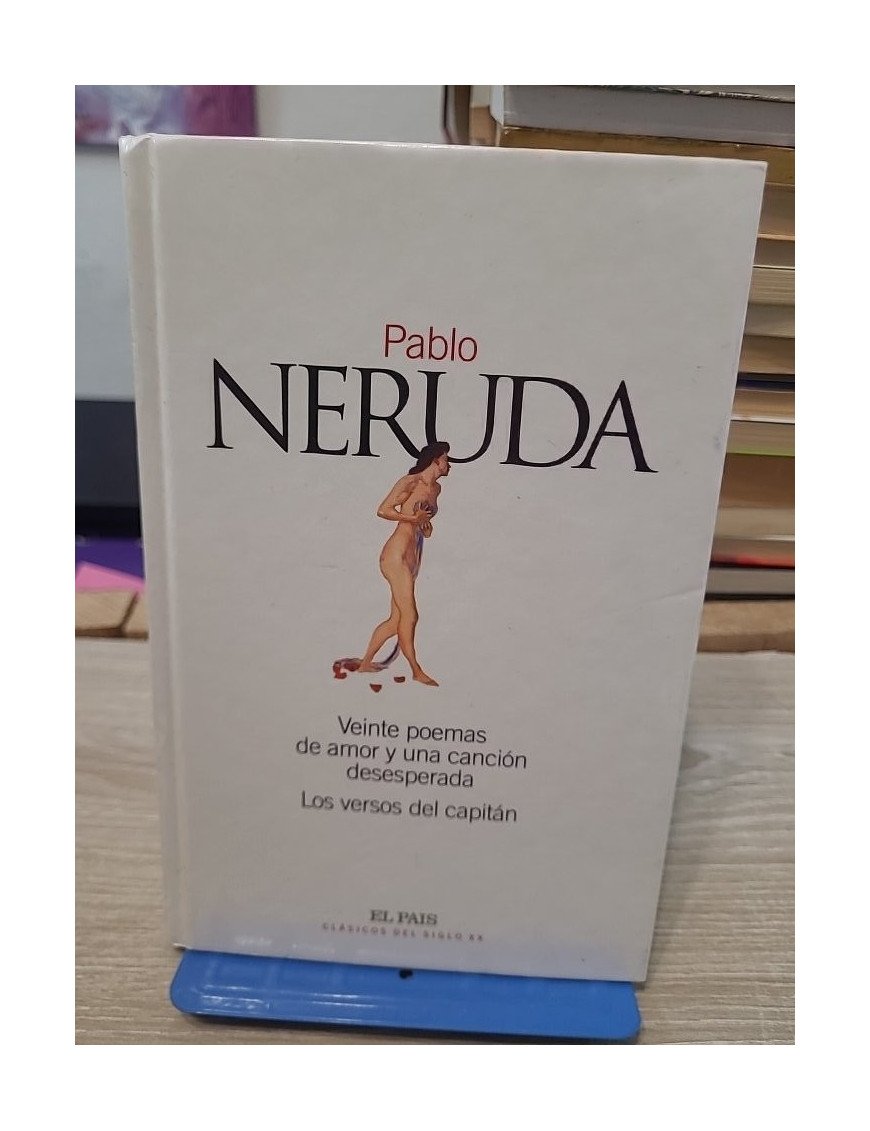 Pablo
NERUDA
Veinte poemas
de amor y una canción
desesperada
Los versos del capitán
EL PAIS
CLÁSICOS DEL SIGLO XX